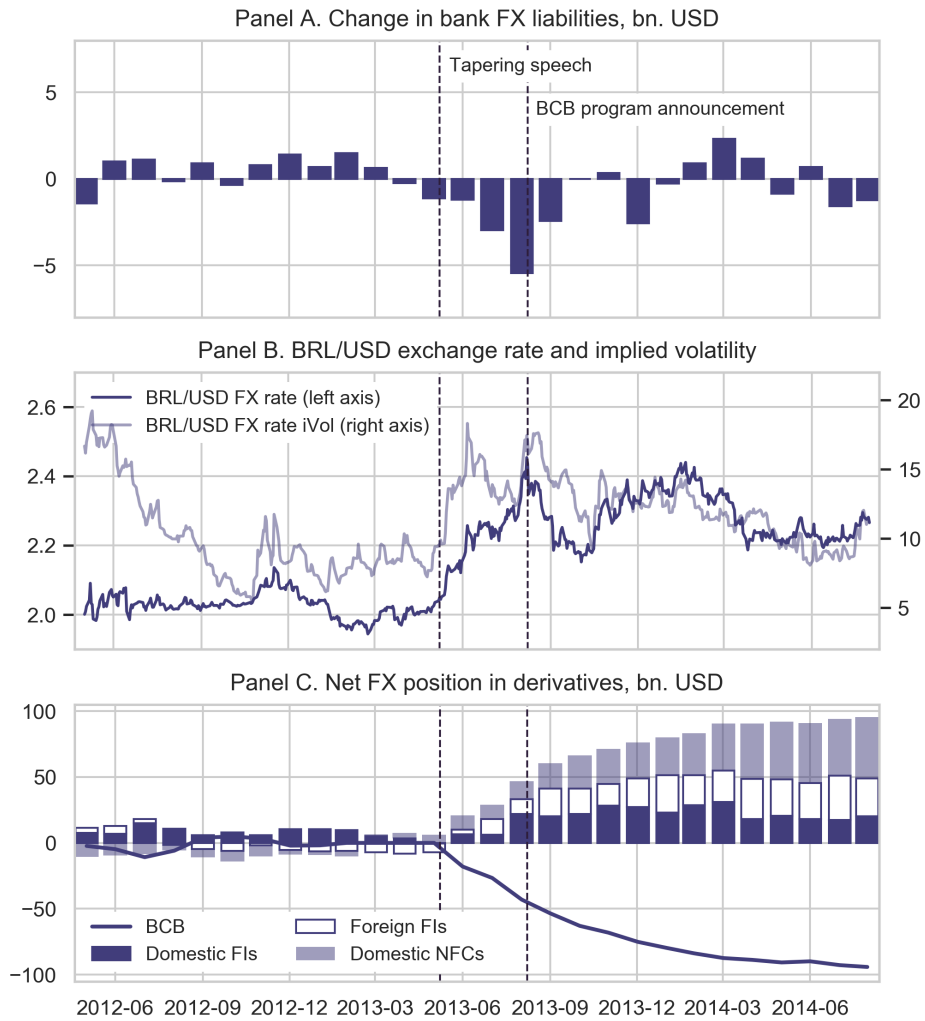 Panel A. Change in bank FX liabilities, bn. USD
Tapering speech
BCB program announcement
5
0
−5
Panel B. BRL/USD exchange rate and implied volatility
BRL/USD FX rate (left axis)
BRL/USD FX rate iVol (right axis)
2.6
2.4
2.2
2.0
20
15
10
5
Panel C. Net FX position in derivatives, bn. USD
100
50
0
−50
−100
BCB
Foreign FIs
Domestic FIs
Domestic NFCs
2012-06 2012-09 2012-12 2013-03 2013-06 2013-09 2013-12 2014-03 2014-06